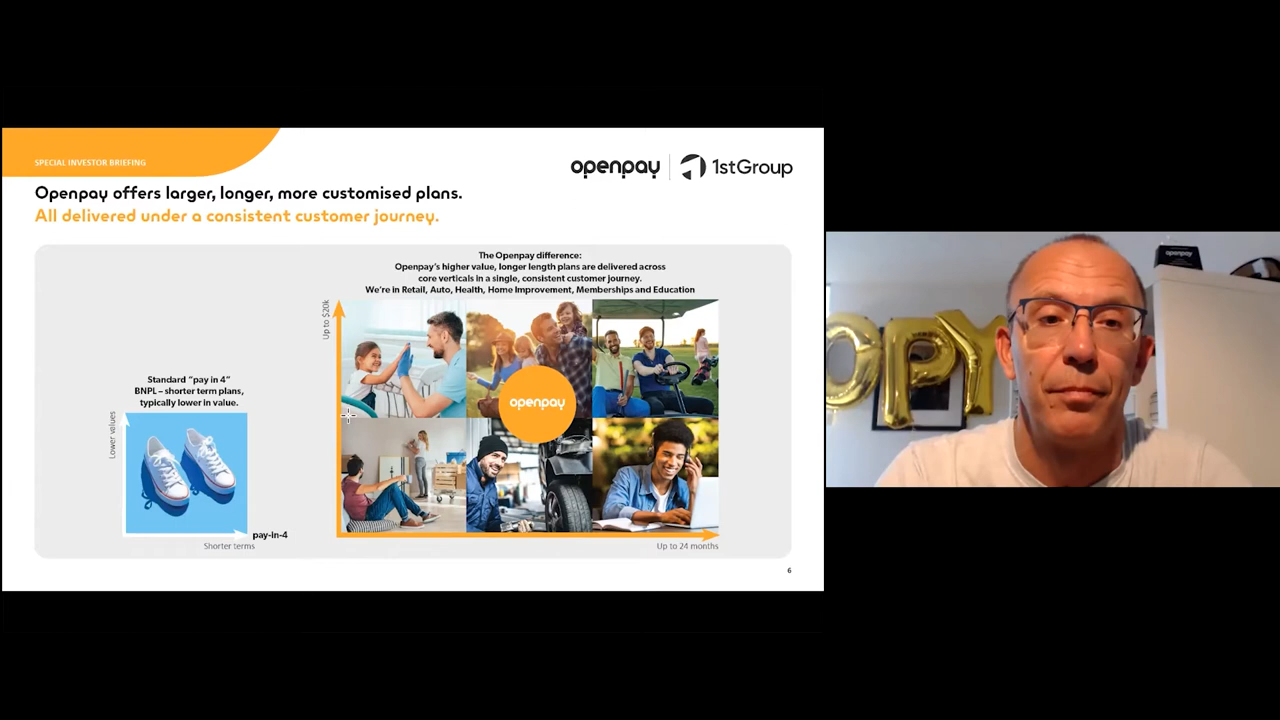 SPECIAL INVESTOR BRIEFING
openpay
1stGroup
Openpay offers larger, longer, more customised plans.
All delivered under a consistent customer journey.
The Openpay difference:
Openpay's higher value, longer length plans are delivered across
core verticals in a single, consistent customer journey.
We're in Retail, Auto, Health, Home Improvement, Memberships and Education
Up to $20k
Standard "pay in 4"
BNPL – shorter term plans,
typically lower in value.
Lower values
openpay
pay-in-4
Shorter terms
Up to 24 months
6
OPY
openpay